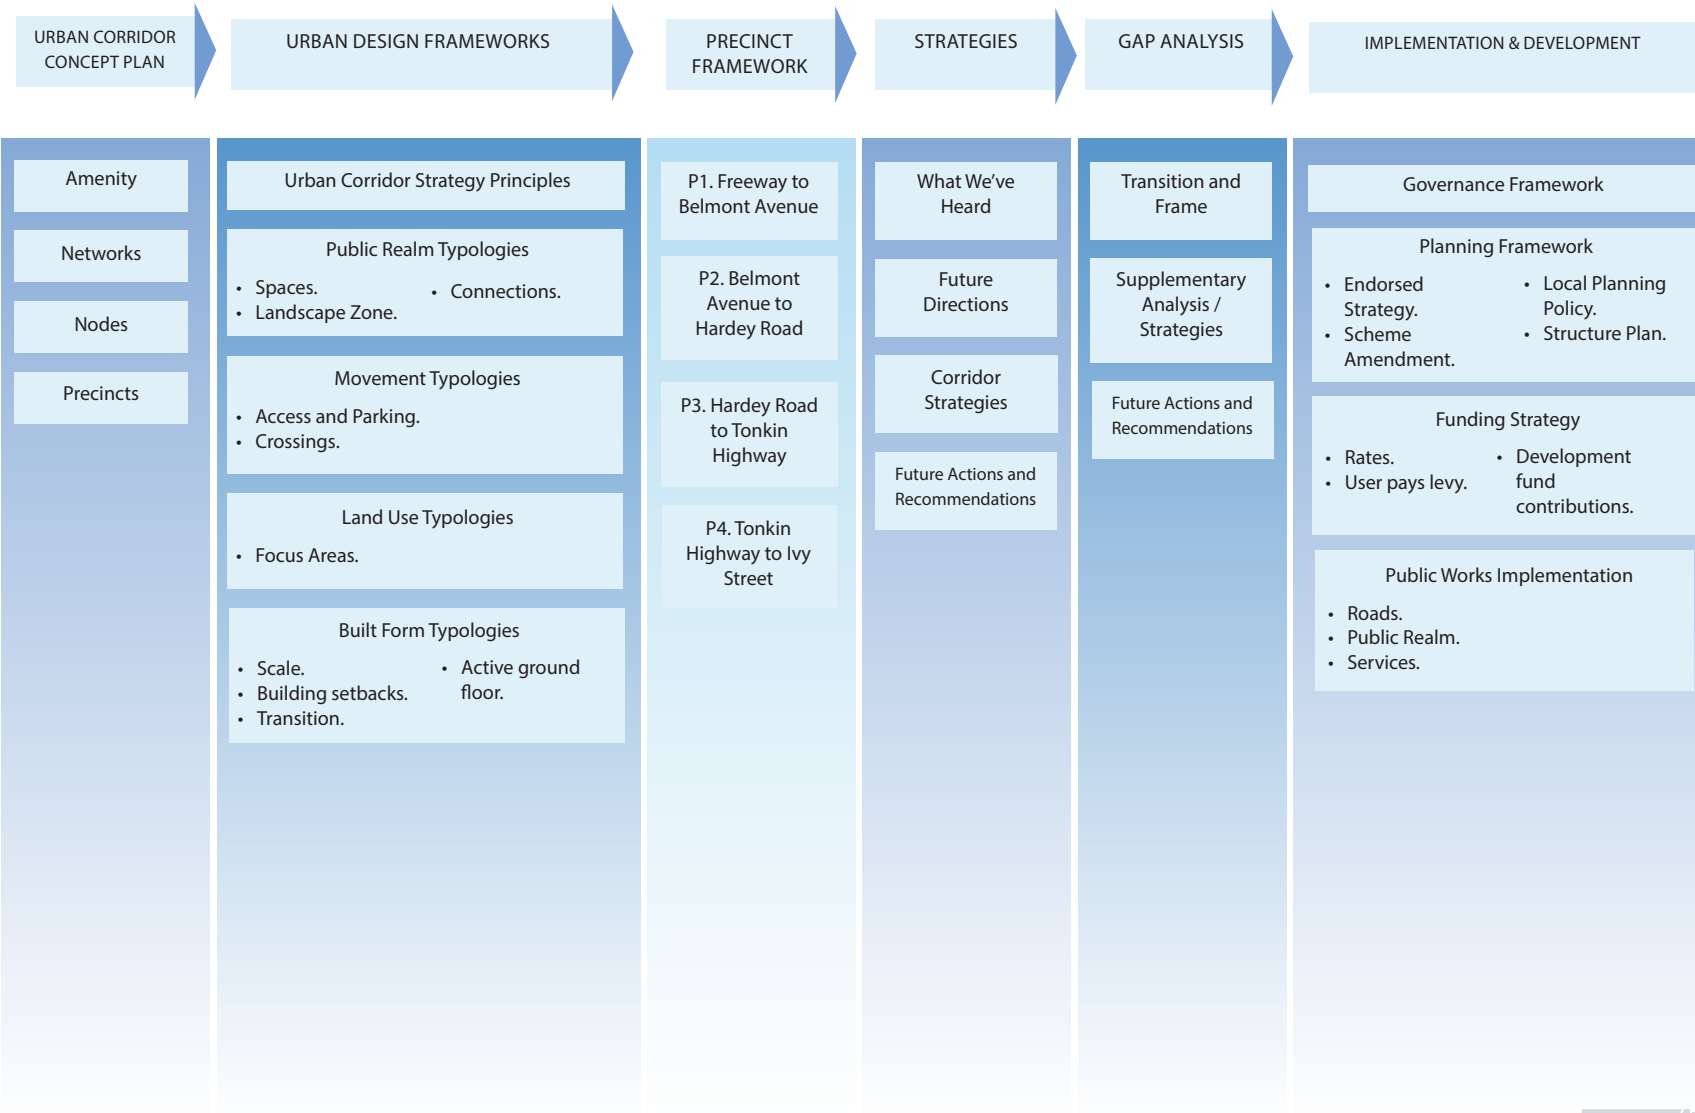 URBAN CORRIDOR
CONCEPT PLAN
URBAN DESIGN FRAMEWORKS
PRECINCT
FRAMEWORK
STRATEGIES
GAP ANALYSIS
IMPLEMENTATION & DEVELOPMENT
Amenity
Networks
Nodes
Precincts
Urban Corridor Strategy Principles
Public Realm Typologies
• Spaces.
• Landscape Zone.
• Connections.
Movement Typologies
• Access and Parking.
• Crossings.
Land Use Typologies
• Focus Areas.
Built Form Typologies
• Scale.
• Building setbacks.
• Transition.
• Active ground
floor.
P1. Freeway to
Belmont Avenue
P2. Belmont
Avenue to
Hardey Road
P3. Hardey Road
to Tonkin
Highway
P4. Tonkin
Highway to Ivy
Street
What We’ve
Heard
Future
Directions
Corridor
Strategies
Future Actions and
Recommendations
Transition and
Frame
Supplementary
Analysis /
Strategies
Future Actions and
Recommendations
Governance Framework
Planning Framework
• Endorsed
Strategy.
• Scheme
Amendment.
• Local Planning
Policy.
• Structure Plan.
Funding Strategy
• Rates.
• User pays levy.
• Development
fund
contributions.
Public Works Implementation
• Roads.
• Public Realm.
• Services.